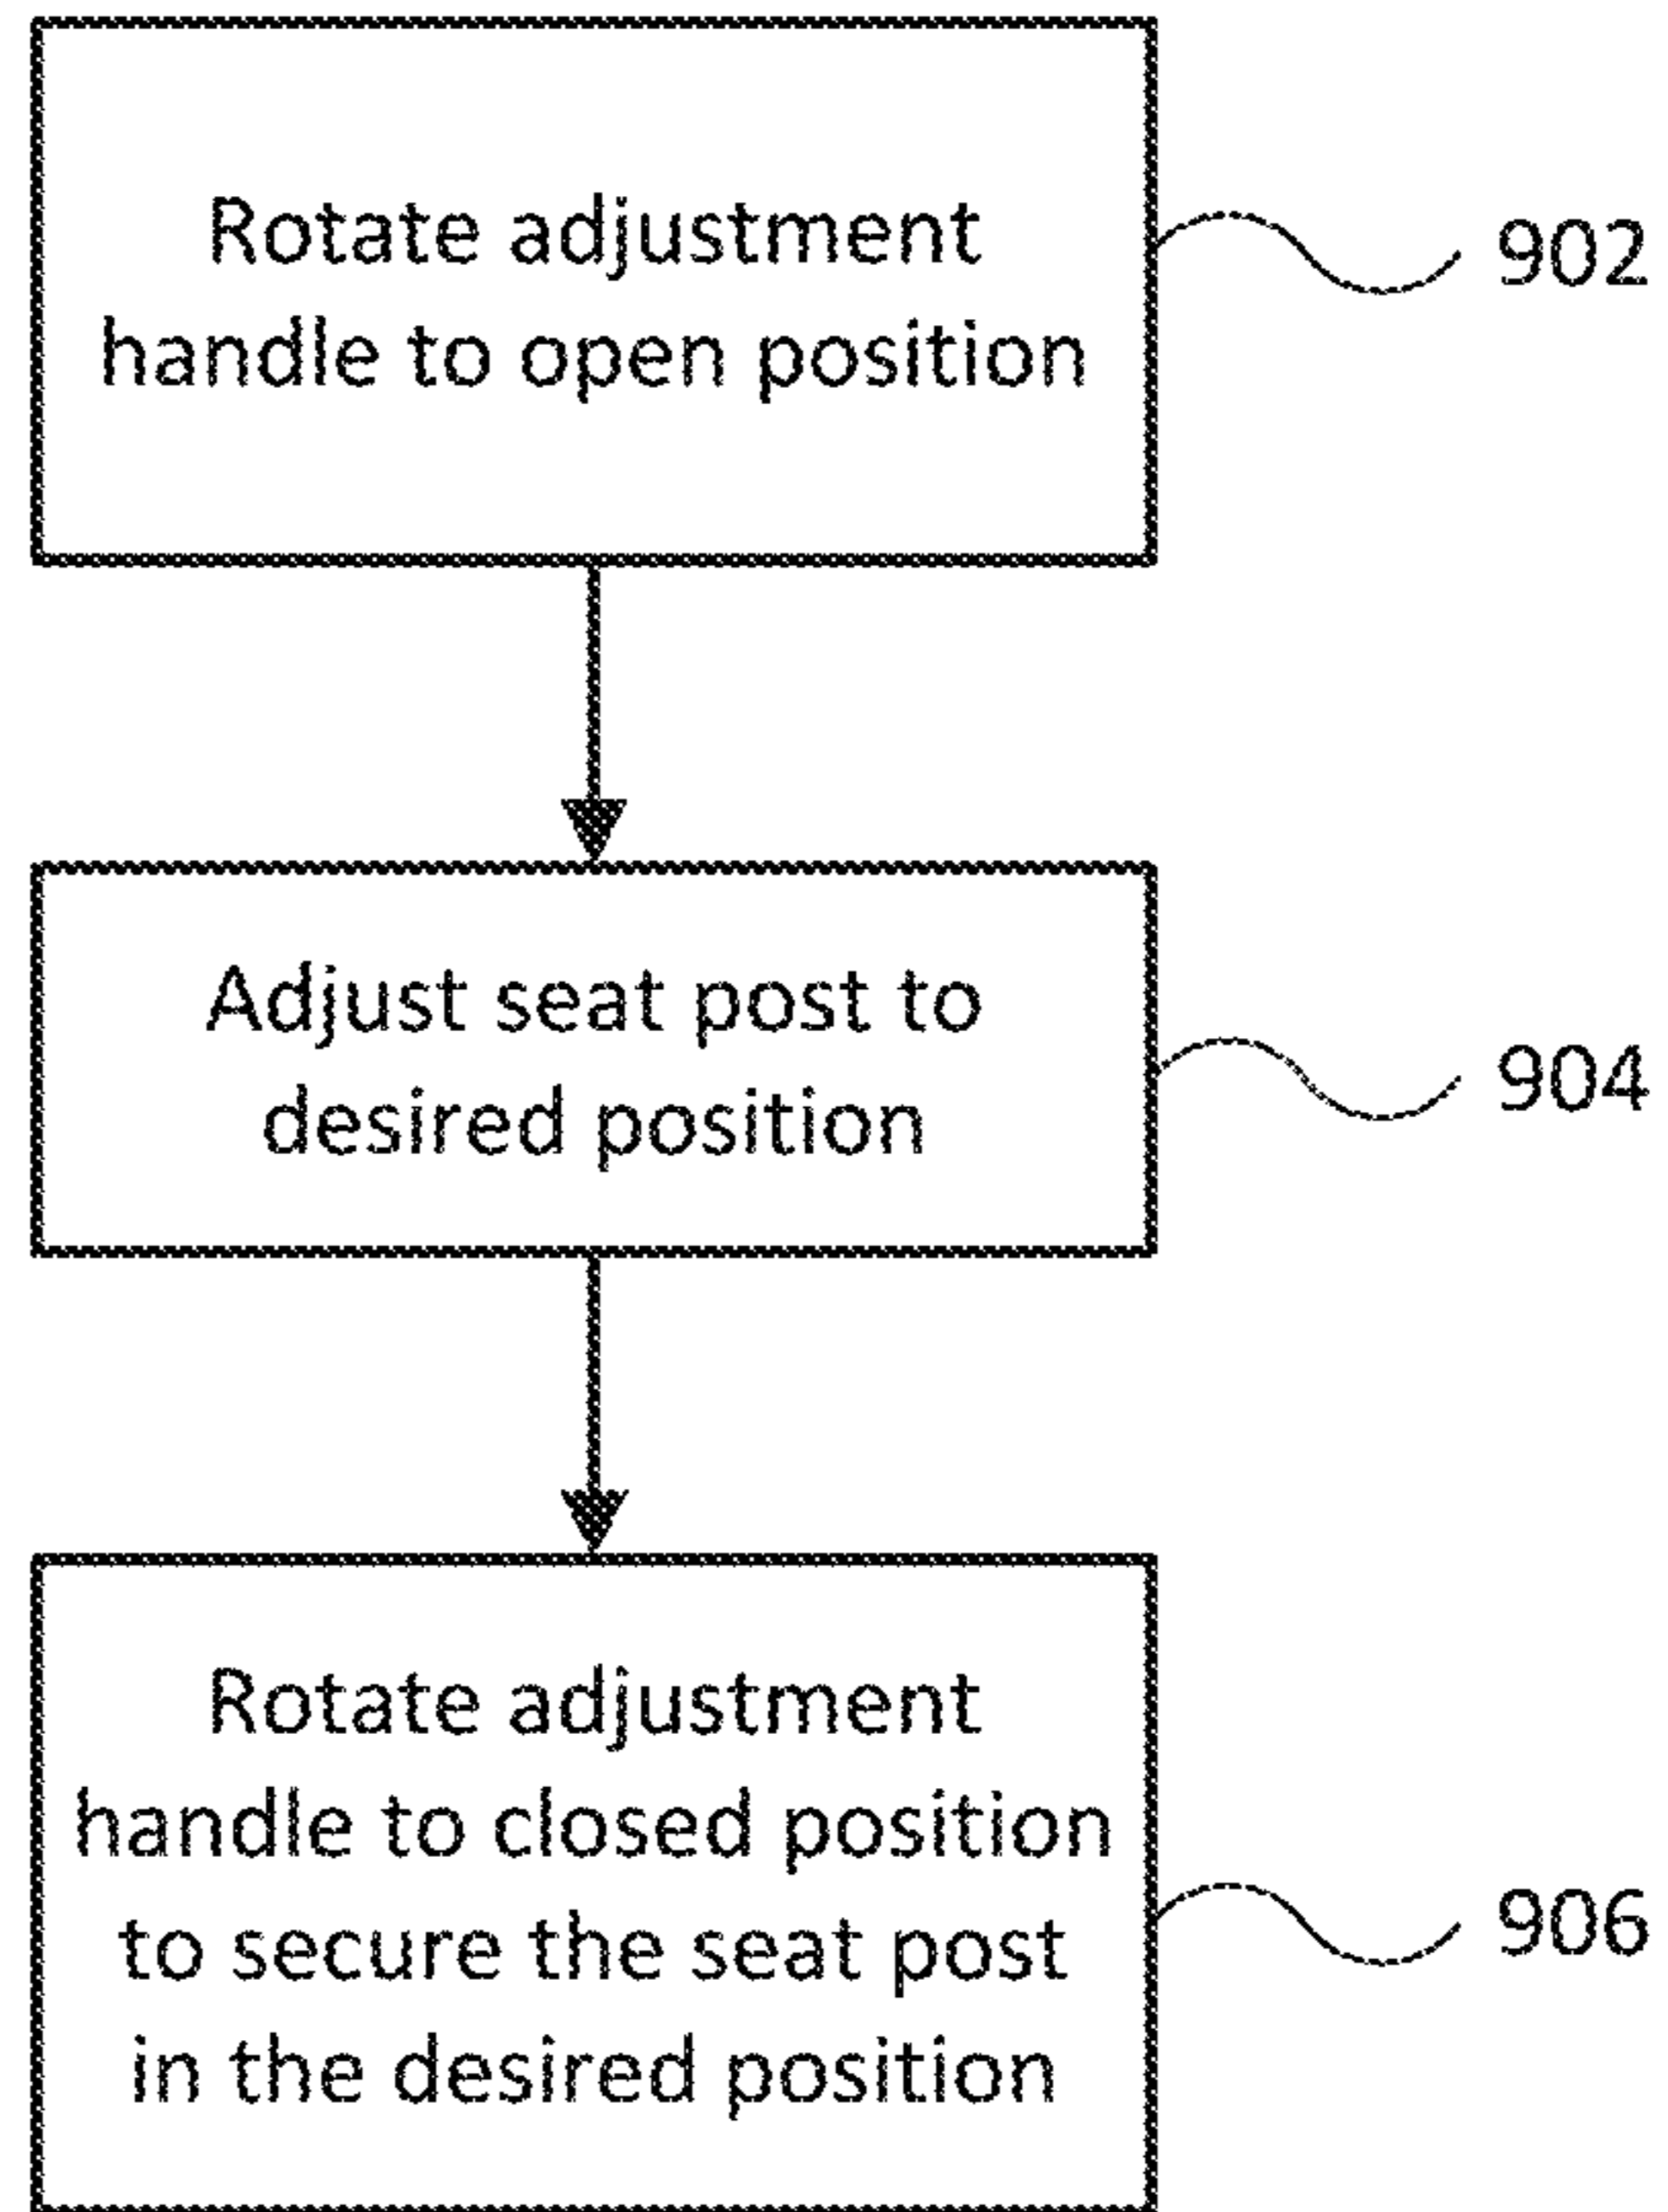 Rotate adjustment
handle to open position
902
Adjust seat post to
desired position
904
Rotate adjustment
handle to closed position
to secure the seat post
in the desired position
906